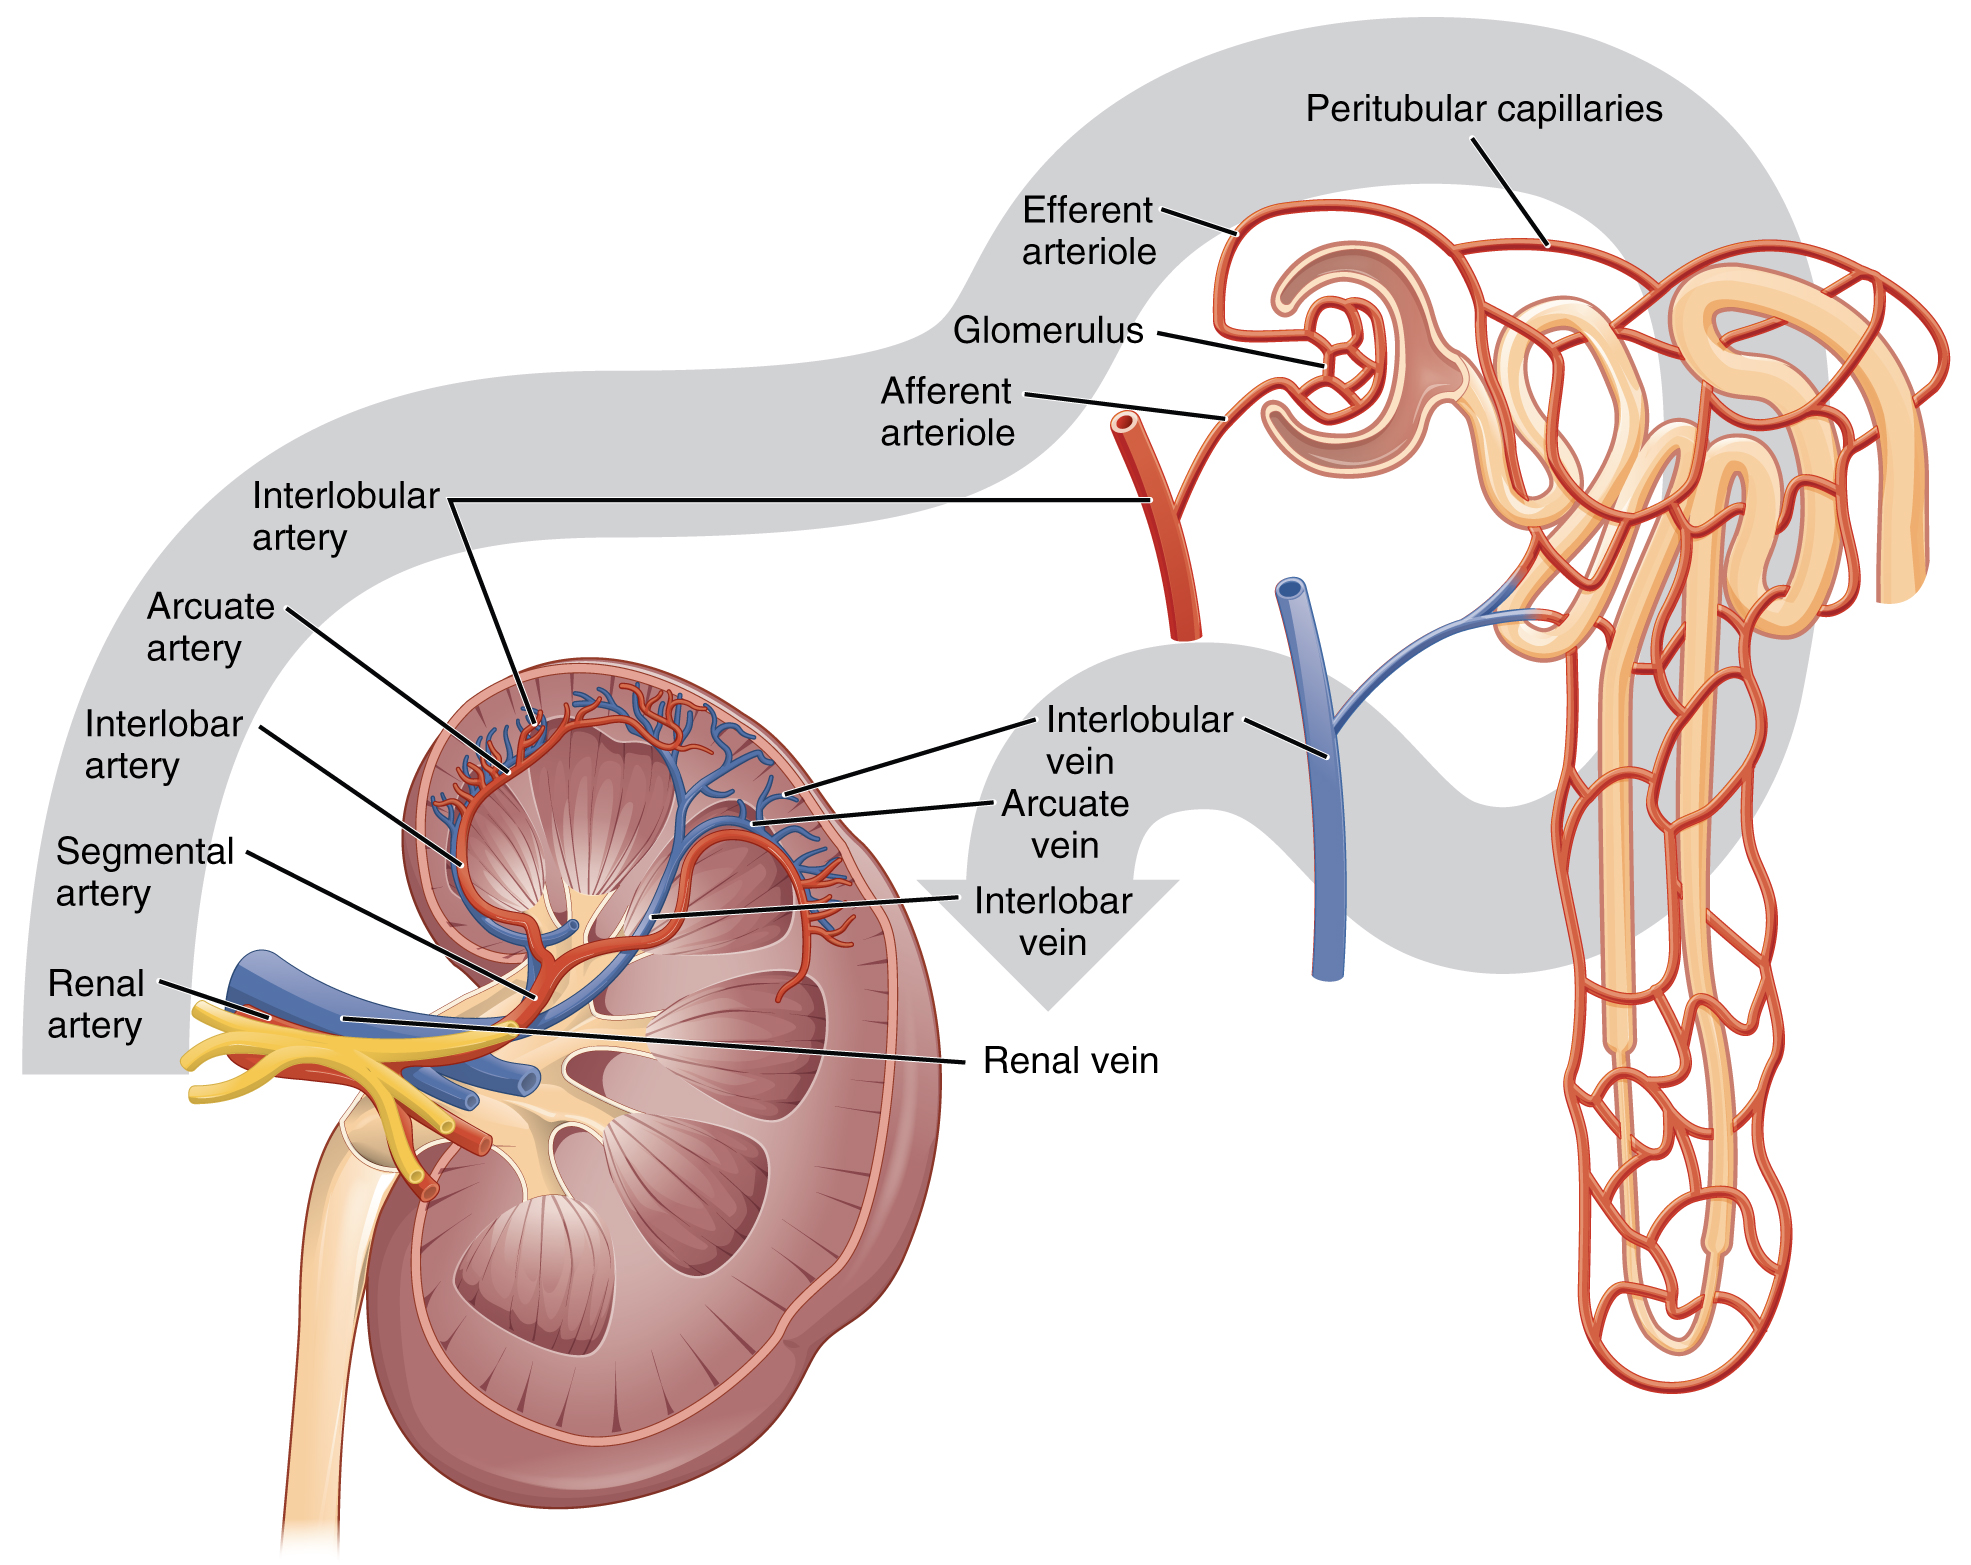 Peritubular capillaries
Efferent
arteriole
Glomerulus
Afferent
arteriole
Interlobular
artery
Arcuate
artery
Interlobar
artery
Segmental
artery
Renal
artery
Interlobular
vein
Arcuate
vein
Interlobar
vein
Renal vein